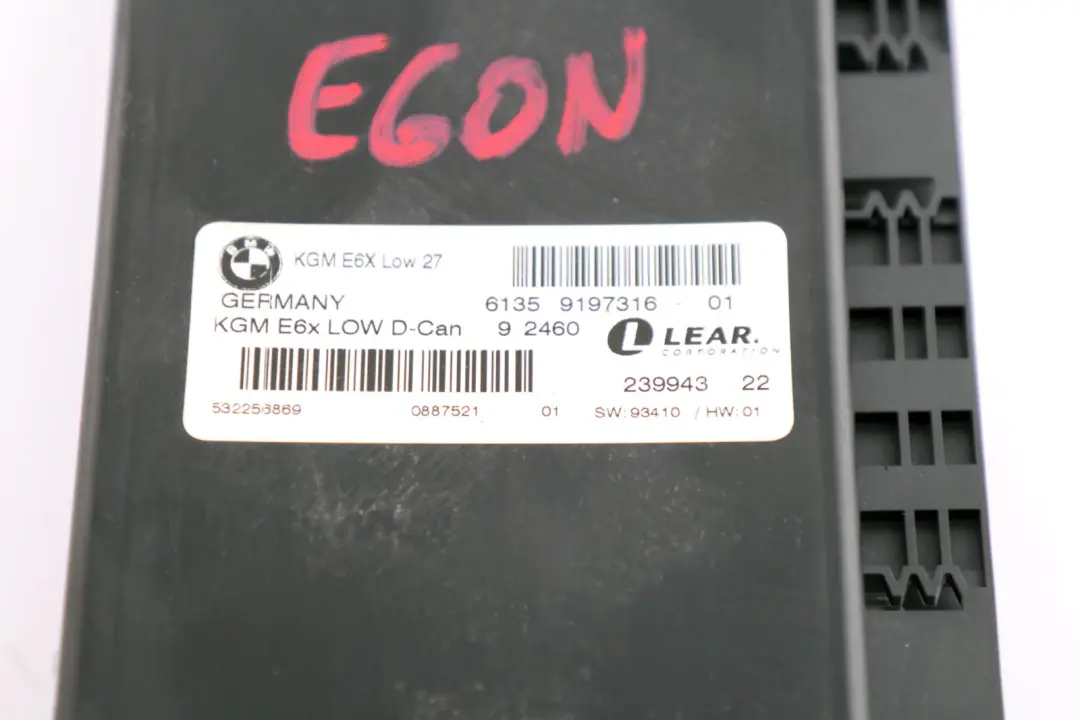 E60N
BMW
KGM E6X Low 27
GERMANY 6135 9197316 - 01
KGM E6x LOW D-Can 9 2460 LEAR.
CORPORATION
239943 22
532256869 0887521 01 SW: 93410 / HW: 01